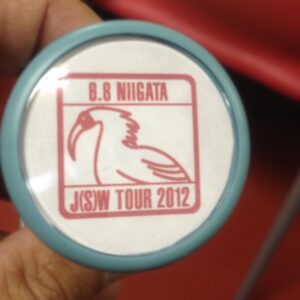 8.8 NIIGATA
J(S)W TOUR 2012